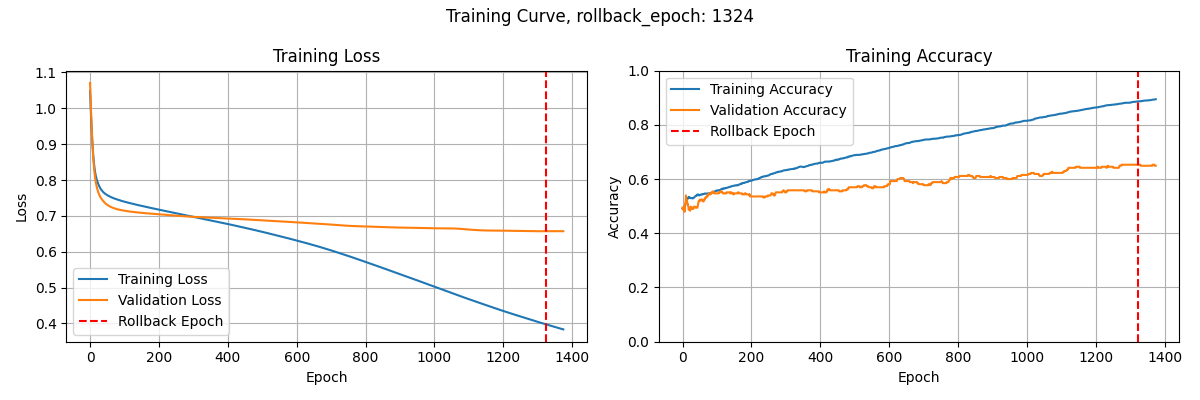 Training Curve, rollback_epoch: 1324
Training Loss
1.1
1.0
0.9
0.8
0.7
0.6
0.5
0.4
Loss
Training Loss
Validation Loss
Rollback Epoch
0 200 400 600 800 1000 1200 1400
Epoch
Training Accuracy
1.0
0.8
0.6
0.4
0.2
0.0
Accuracy
Training Accuracy
Validation Accuracy
Rollback Epoch
0 200 400 600 800 1000 1200 1400
Epoch